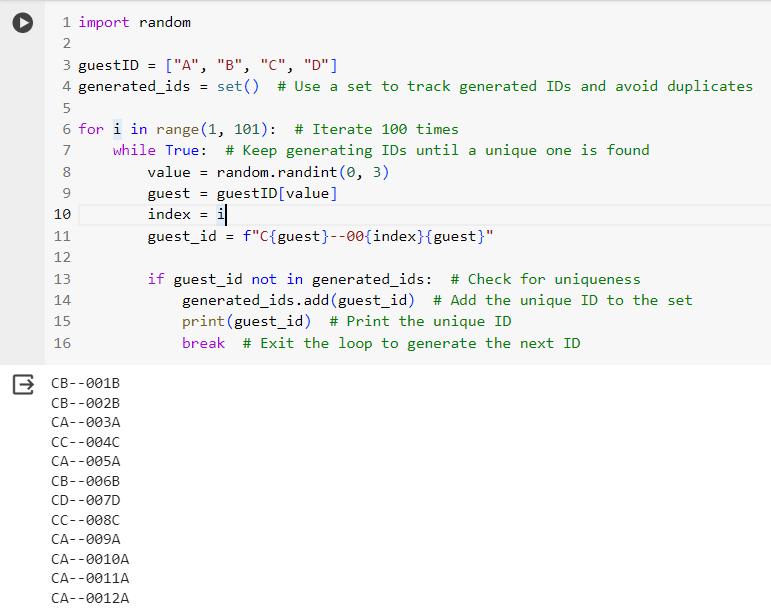 1 import random
2
3 guestID = ["A", "B", "C", "D"]
4 generated_ids = set()  # Use a set to track generated IDs and avoid duplicates
5
6 for i in range(1, 101):  # Iterate 100 times
7     while True:  # Keep generating IDs until a unique one is found
8         value = random.randint(0, 3)
9         guest = guestID[value]
10         index = i
11         guest_id = f"C{guest}--00{index}{guest}"
12
13         if guest_id not in generated_ids:  # Check for uniqueness
14             generated_ids.add(guest_id)  # Add the unique ID to the set
15             print(guest_id)  # Print the unique ID
16             break  # Exit the loop to generate the next ID
CB--001B
CB--002B
CA--003A
CC--004C
CA--005A
CB--006B
CD--007D
CC--008C
CA--009A
CA--0010A
CA--0011A
CA--0012A